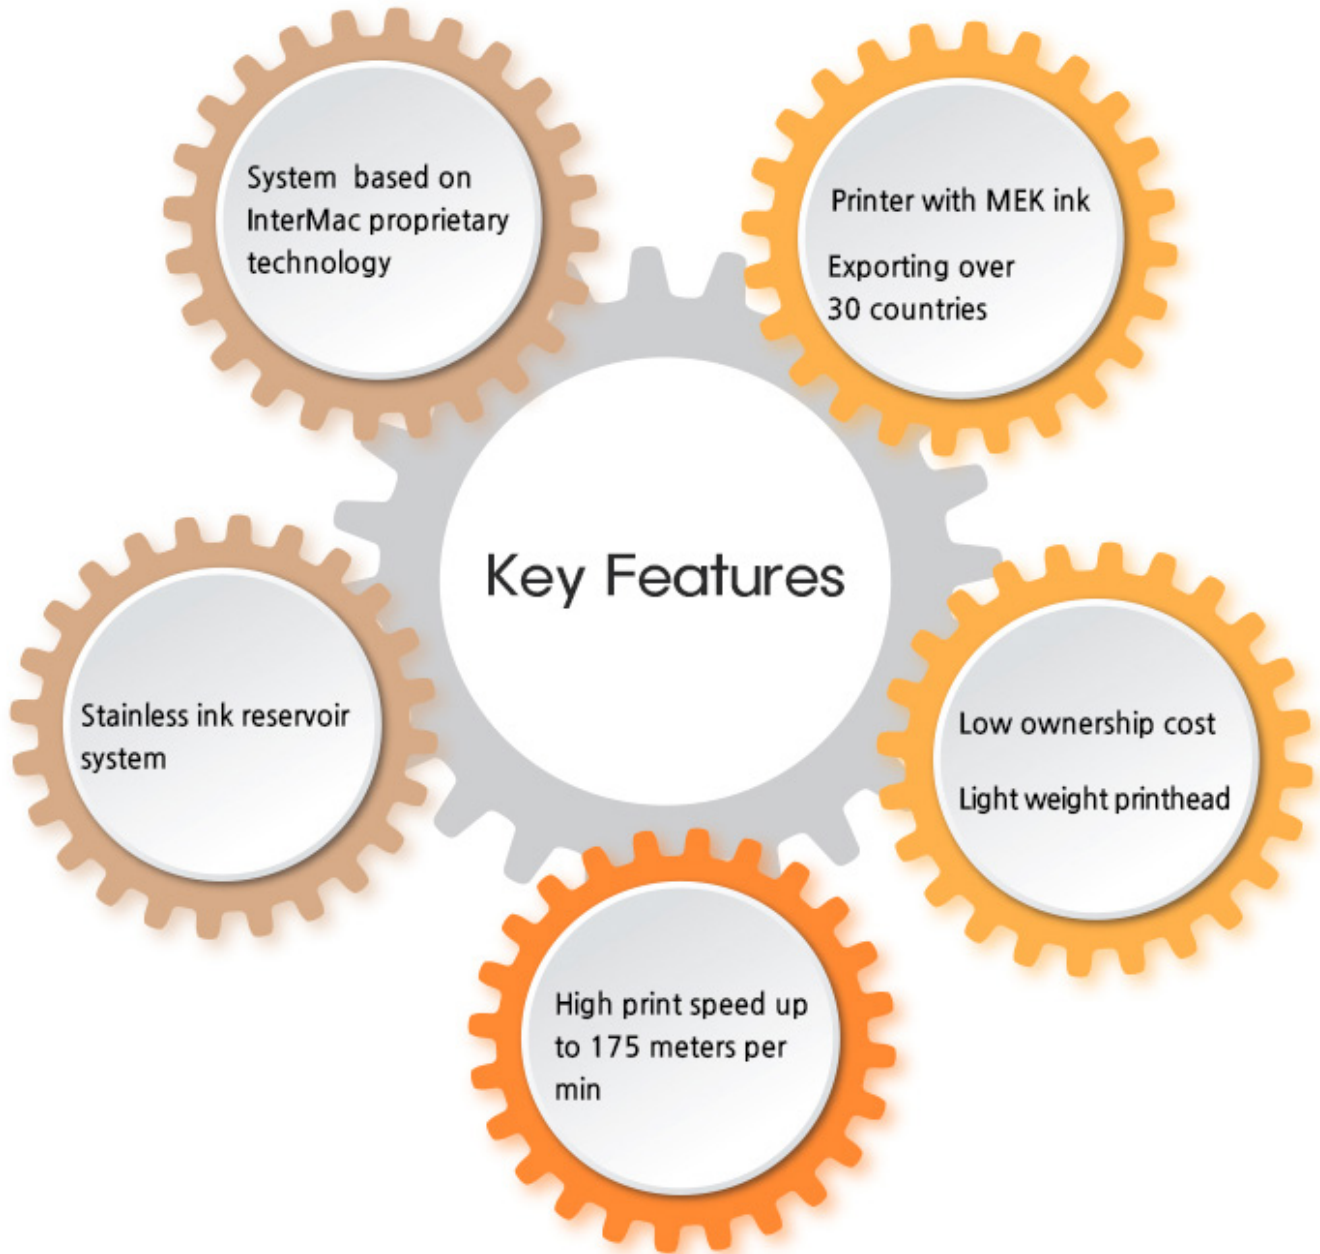 System based on
InterMac proprietary
technology
Printer with MEK ink
Exporting over
30 countries
Key Features
Stainless ink reservoir
system
Low ownership cost
Light weight printhead
High print speed up
to 175 meters per
min